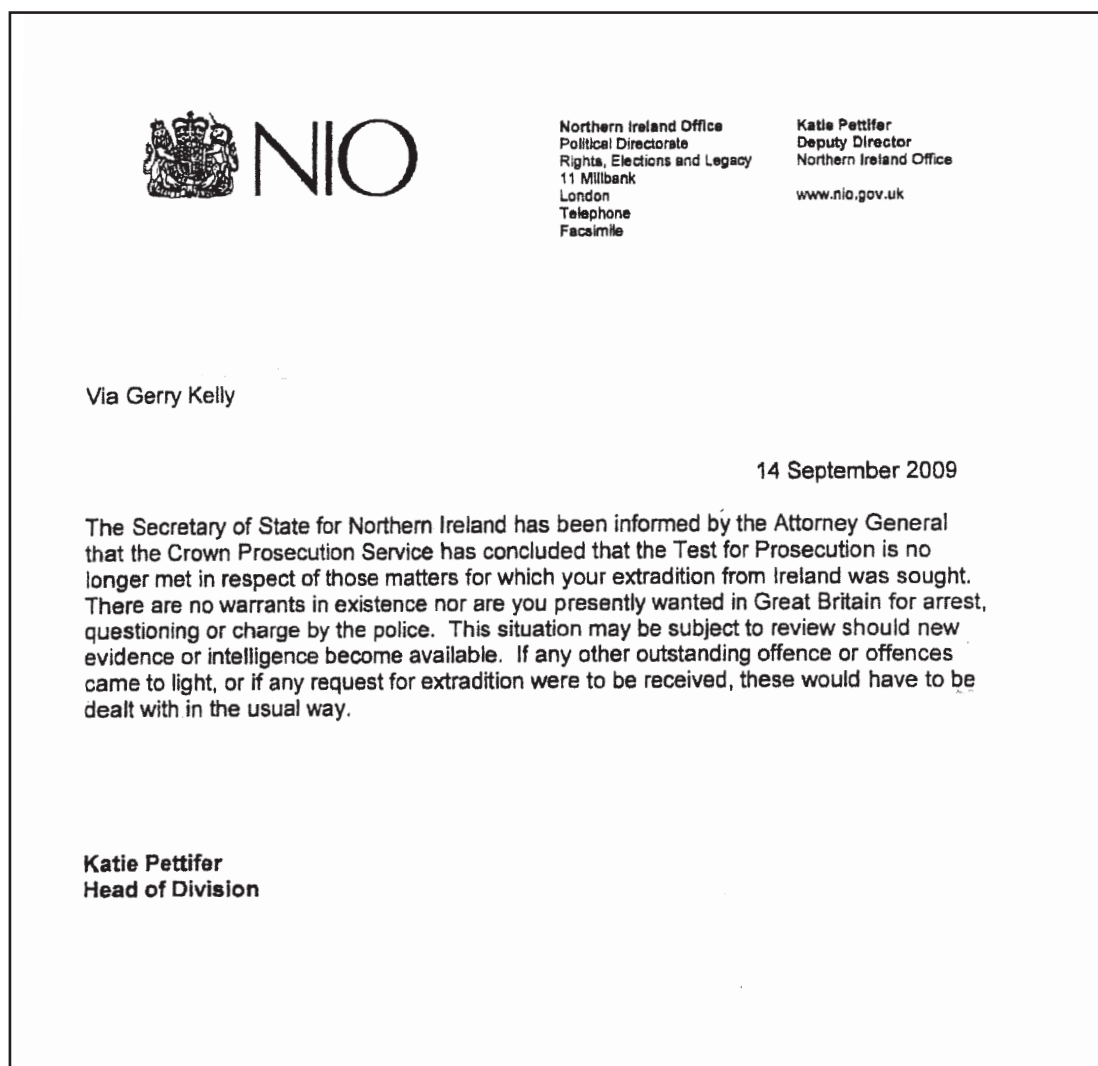 NIO
Northern Ireland Office
Political Directorate
Rights, Elections and Legacy
11 Millbank
London
Telephone
Facsimile
Katie Pettifer
Deputy Director
Northern Ireland Office
www.nio.gov.uk
Via Gerry Kelly
14 September 2009
The Secretary of State for Northern Ireland has been informed by the Attorney General
that the Crown Prosecution Service has concluded that the Test for Prosecution is no
longer met in respect of those matters for which your extradition from Ireland was sought.
There are no warrants in existence nor are you presently wanted in Great Britain for arrest,
questioning or charge by the police.  This situation may be subject to review should new
evidence or intelligence become available.  If any other outstanding offence or offences
came to light, or if any request for extradition were to be received, these would have to be
dealt with in the usual way.
Katie Pettifer
Head of Division